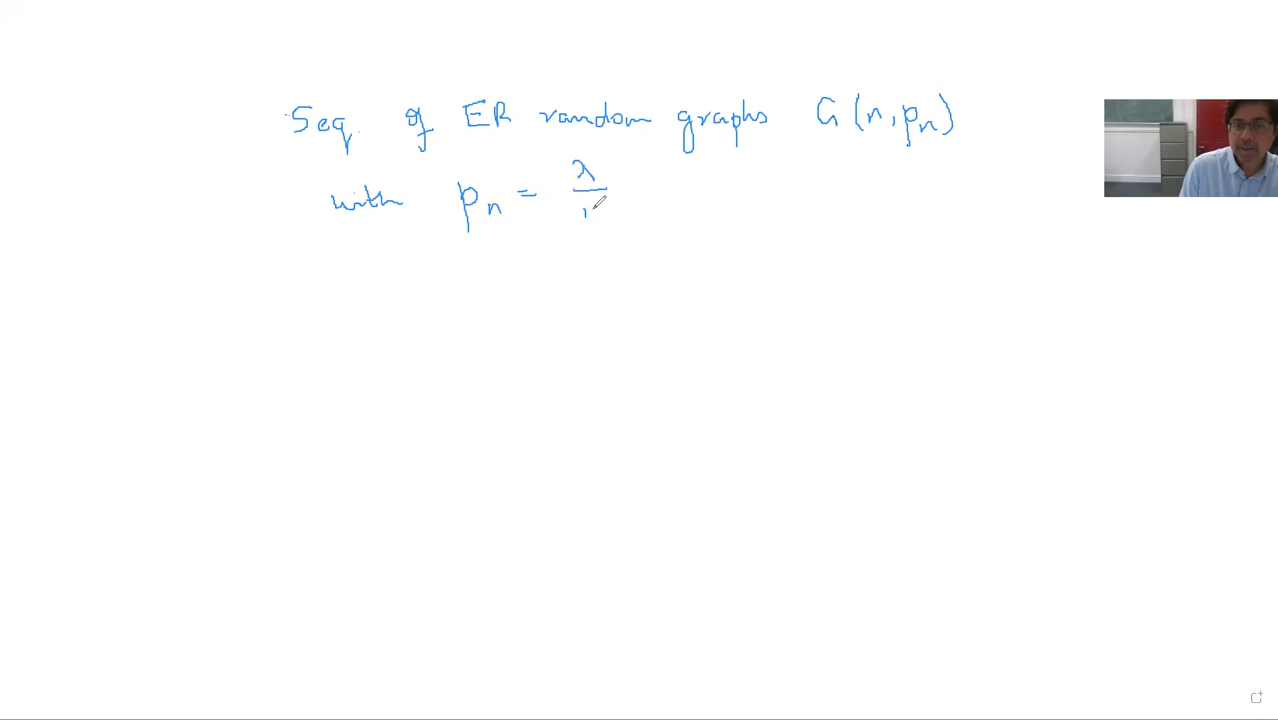 Seq. of ER random graphs G(n, pn)
with pn = λ/